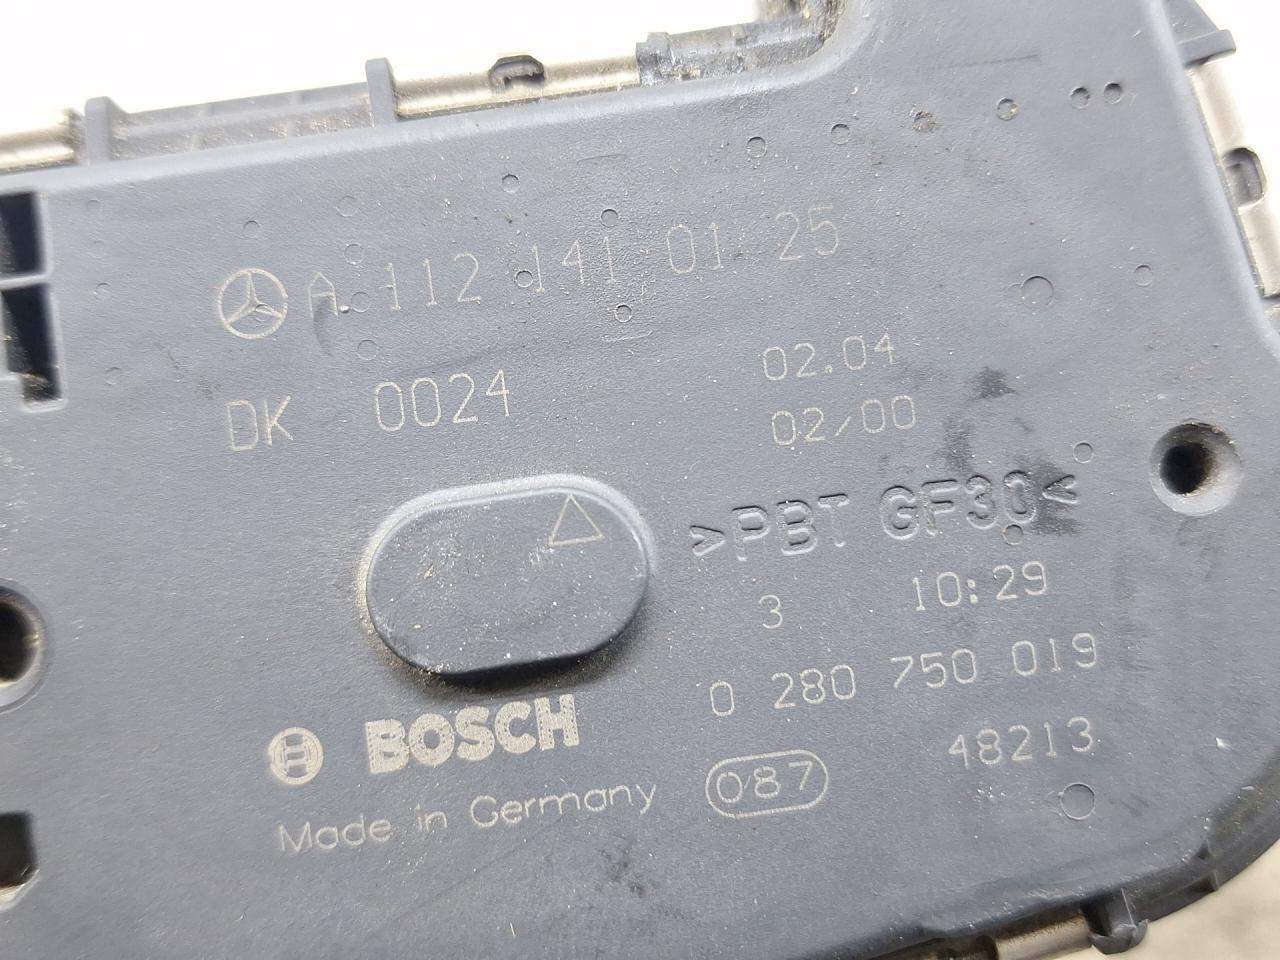 A 112 141 01 25
DK 0024
02.04
02/00
>PBT GF30<
3 10:29
0 280 750 019
BOSCH
48213
Made in Germany
087